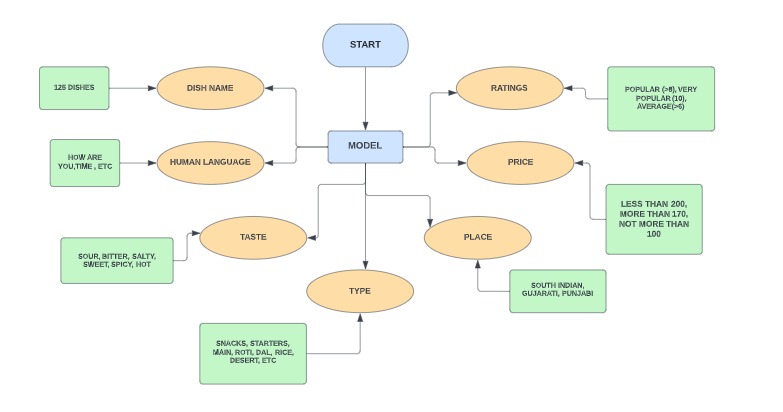 START
126 DISHES
DISH NAME
RATINGS
POPULAR (>8), VERY
POPULAR (10),
AVERAGE(>6)
MODEL
HOW ARE
YOU,TIME , ETC
HUMAN LANGUAGE
PRICE
LESS THAN 200,
MORE THAN 170,
NOT MORE THAN
100
TASTE
PLACE
SOUR, BITTER, SALTY,
SWEET, SPICY, HOT
TYPE
SOUTH INDIAN,
GUJARATI, PUNJABI
SNACKS, STARTERS,
MAIN, ROTI, DAL, RICE,
DESERT, ETC